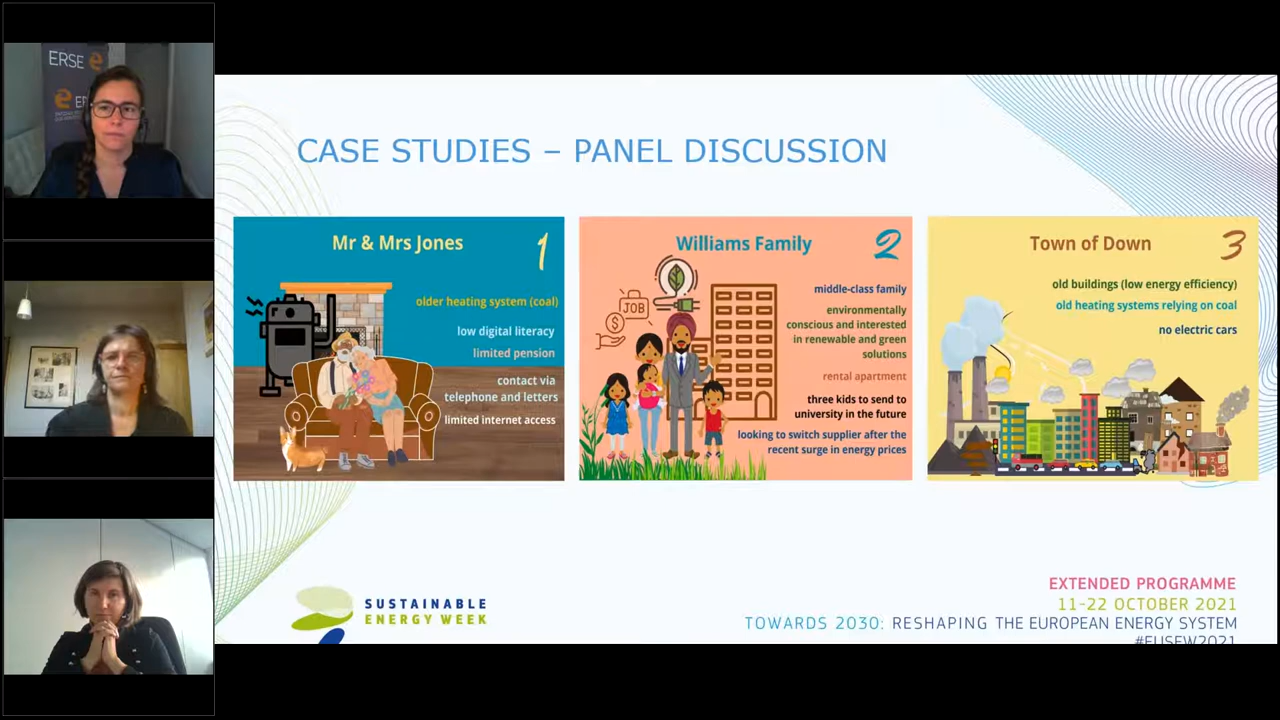 ERSE
CASE STUDIES – PANEL DISCUSSION
Mr & Mrs Jones
1
older heating system (coal)
low digital literacy
limited pension
contact via
telephone and letters
limited internet access
Williams Family
2
JOB
$
middle-class family
environmentally
conscious and interested
in renewable and green
solutions
rental apartment
three kids to send to
university in the future
looking to switch supplier after the
recent surge in energy prices
Town of Down
3
old buildings (low energy efficiency)
old heating systems relying on coal
no electric cars
SUSTAINABLE
ENERGY WEEK
EXTENDED PROGRAMME
11-22 OCTOBER 2021
TOWARDS 2030: RESHAPING THE EUROPEAN ENERGY SYSTEM
#EUSEW2021